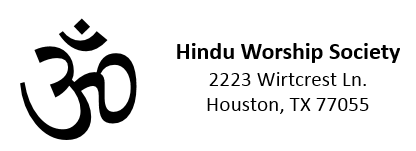 ॐ
Hindu Worship Society
2223 Wirtcrest Ln.
Houston, TX 77055